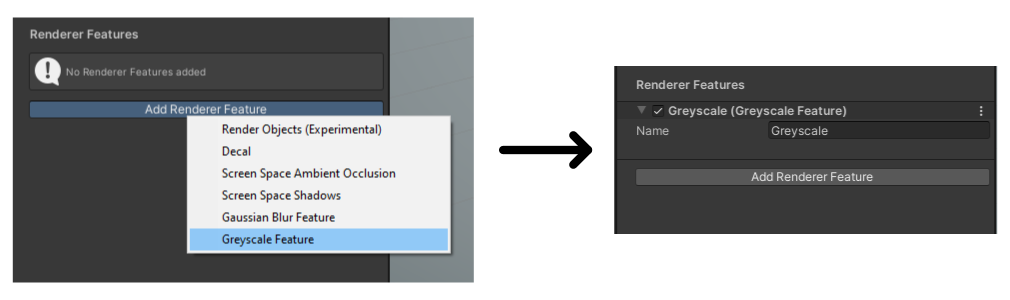 Renderer Features
No Renderer Features added
Add Renderer Feature
Render Objects (Experimental)
Decal
Screen Space Ambient Occlusion
Screen Space Shadows
Gaussian Blur Feature
Greyscale Feature
Renderer Features
Greyscale (Greyscale Feature)
Name Greyscale
Add Renderer Feature